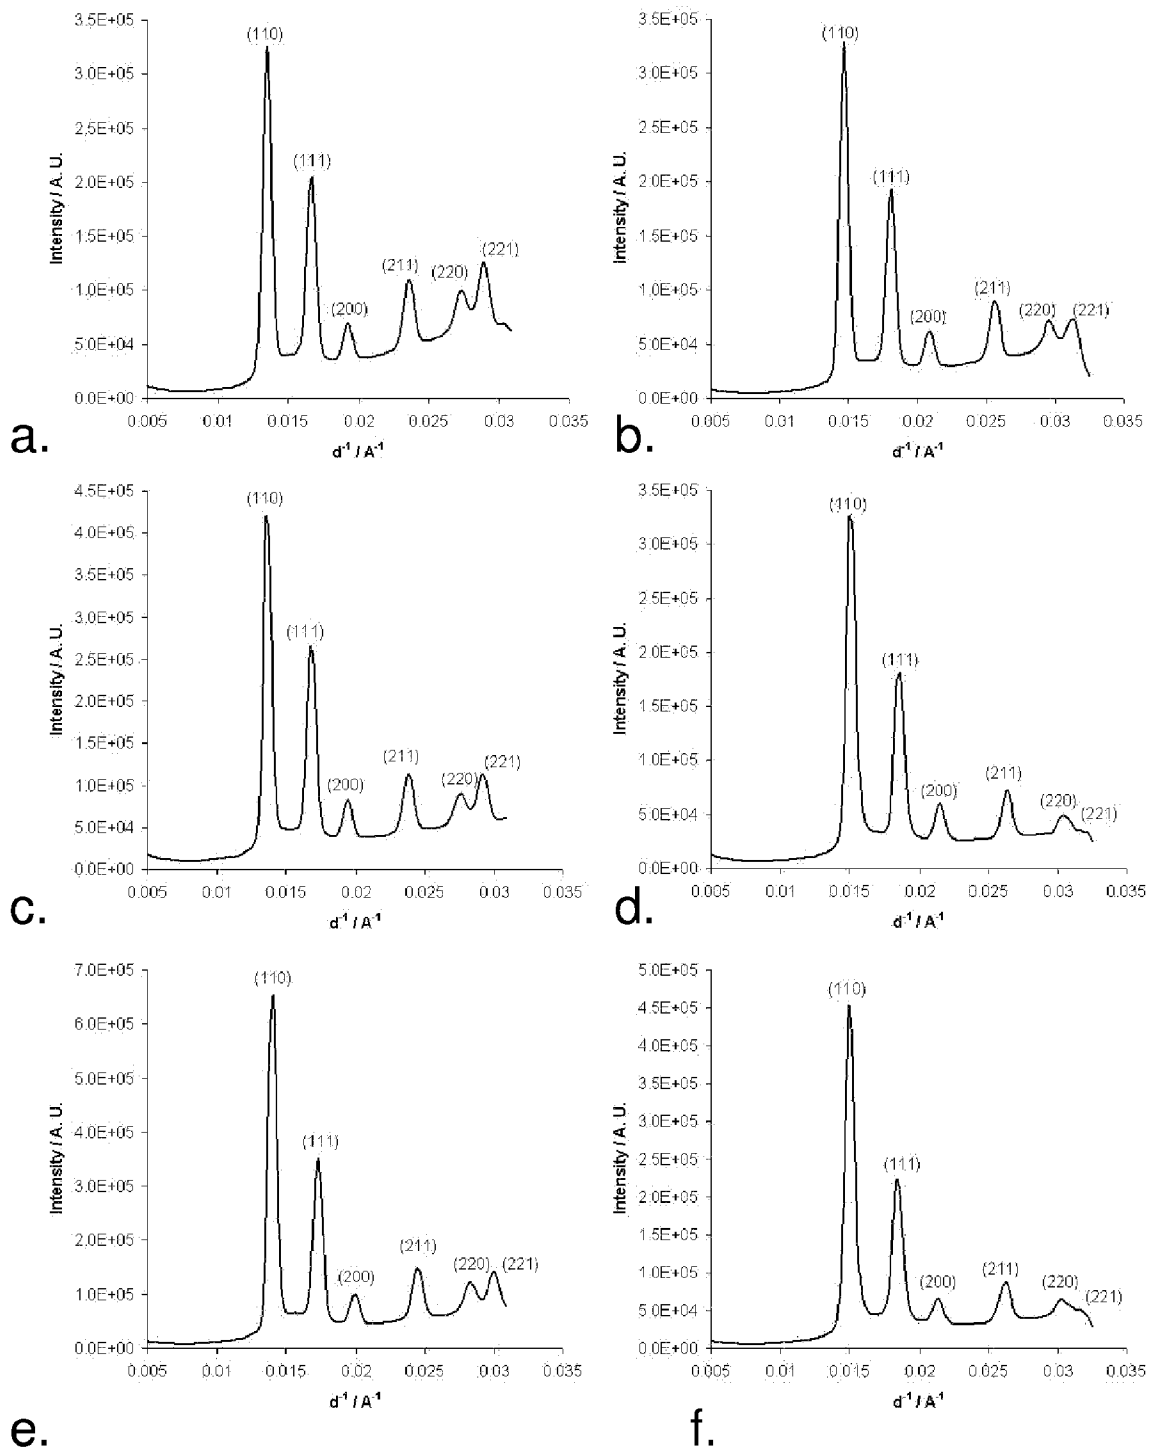 3.5E+05
(110)
3.0E+05
2.5E+05
(111)
2.0E+05
1.5E+05
(211)
(220)
(221)
1.0E+05
(200)
5.0E+04
0.0E+00
0.005 0.01 0.015 0.02 0.025 0.03 0.035
Intensity / A. U.
d-1 / A-1
a.
3.5E+05
(110)
3.0E+05
2.5E+05
(111)
2.0E+05
1.5E+05
(211)
1.0E+05
(200)
(220)
(221)
5.0E+04
0.0E+00
0.005 0.01 0.015 0.02 0.025 0.03 0.035
Intensity / A. U.
d-1 / A-1
b.
4.5E+05
(110)
4.0E+05
3.5E+05
3.0E+05
(111)
2.5E+05
2.0E+05
1.5E+05
(211)
(221)
1.0E+05
(200)
(220)
5.0E+04
0.0E+00
0.005 0.01 0.015 0.02 0.025 0.03 0.035
Intensity / A. U.
d-1 / A-1
c.
3.5E+05
(110)
3.0E+05
2.5E+05
2.0E+05
(111)
1.5E+05
1.0E+05
(211)
(200)
(220)
(221)
5.0E+04
0.0E+00
0.005 0.01 0.015 0.02 0.025 0.03 0.035
Intensity / A. U.
d-1 / A-1
d.
7.0E+05
(110)
6.0E+05
5.0E+05
4.0E+05
(111)
3.0E+05
2.0E+05
(211)
(220)
(221)
(200)
1.0E+05
0.0E+00
0.005 0.01 0.015 0.02 0.025 0.03 0.035
Intensity / A. U.
d-1 / A-1
e.
5.0E+05
(110)
4.5E+05
4.0E+05
3.5E+05
3.0E+05
2.5E+05
(111)
2.0E+05
1.5E+05
1.0E+05
(211)
(200)
(220)
(221)
5.0E+04
0.0E+00
0.005 0.01 0.015 0.02 0.025 0.03 0.035
Intensity / A. U.
d-1 / A-1
f.